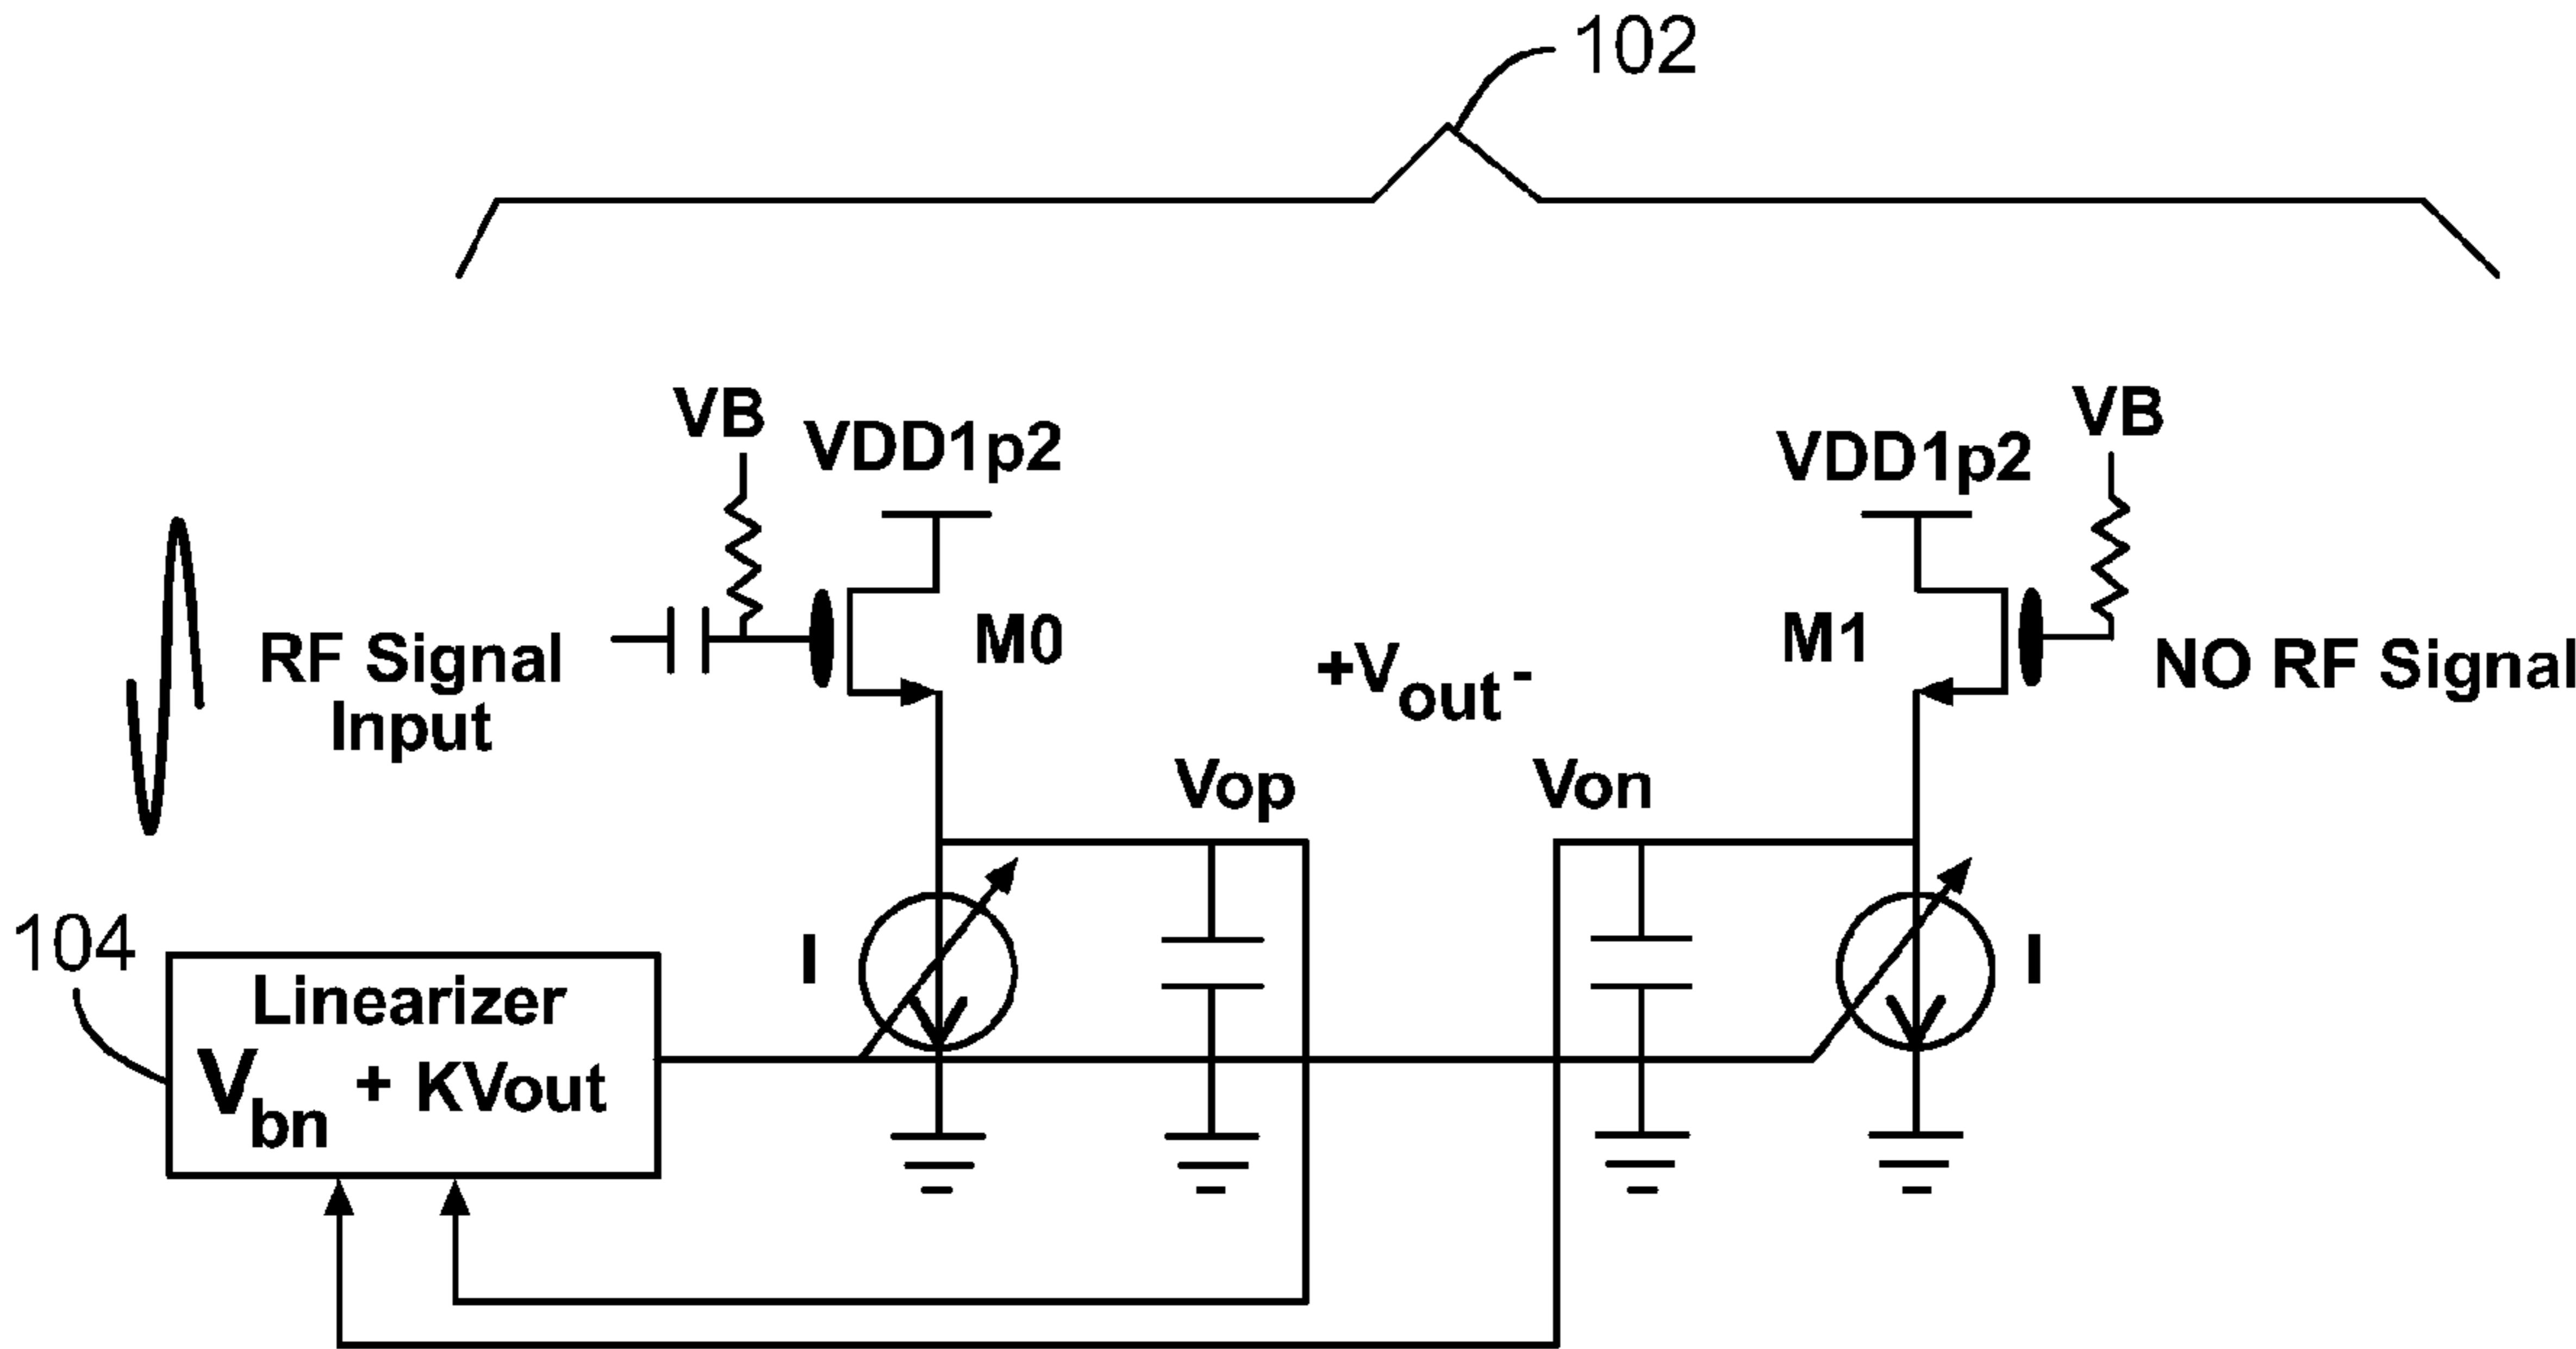 102
VB
VDD1p2
VDD1p2
VB
RF Signal
Input
M0
+Vout-
M1
NO RF Signal
Vop
Von
104
Linearizer
Vbn + KVout
I
I